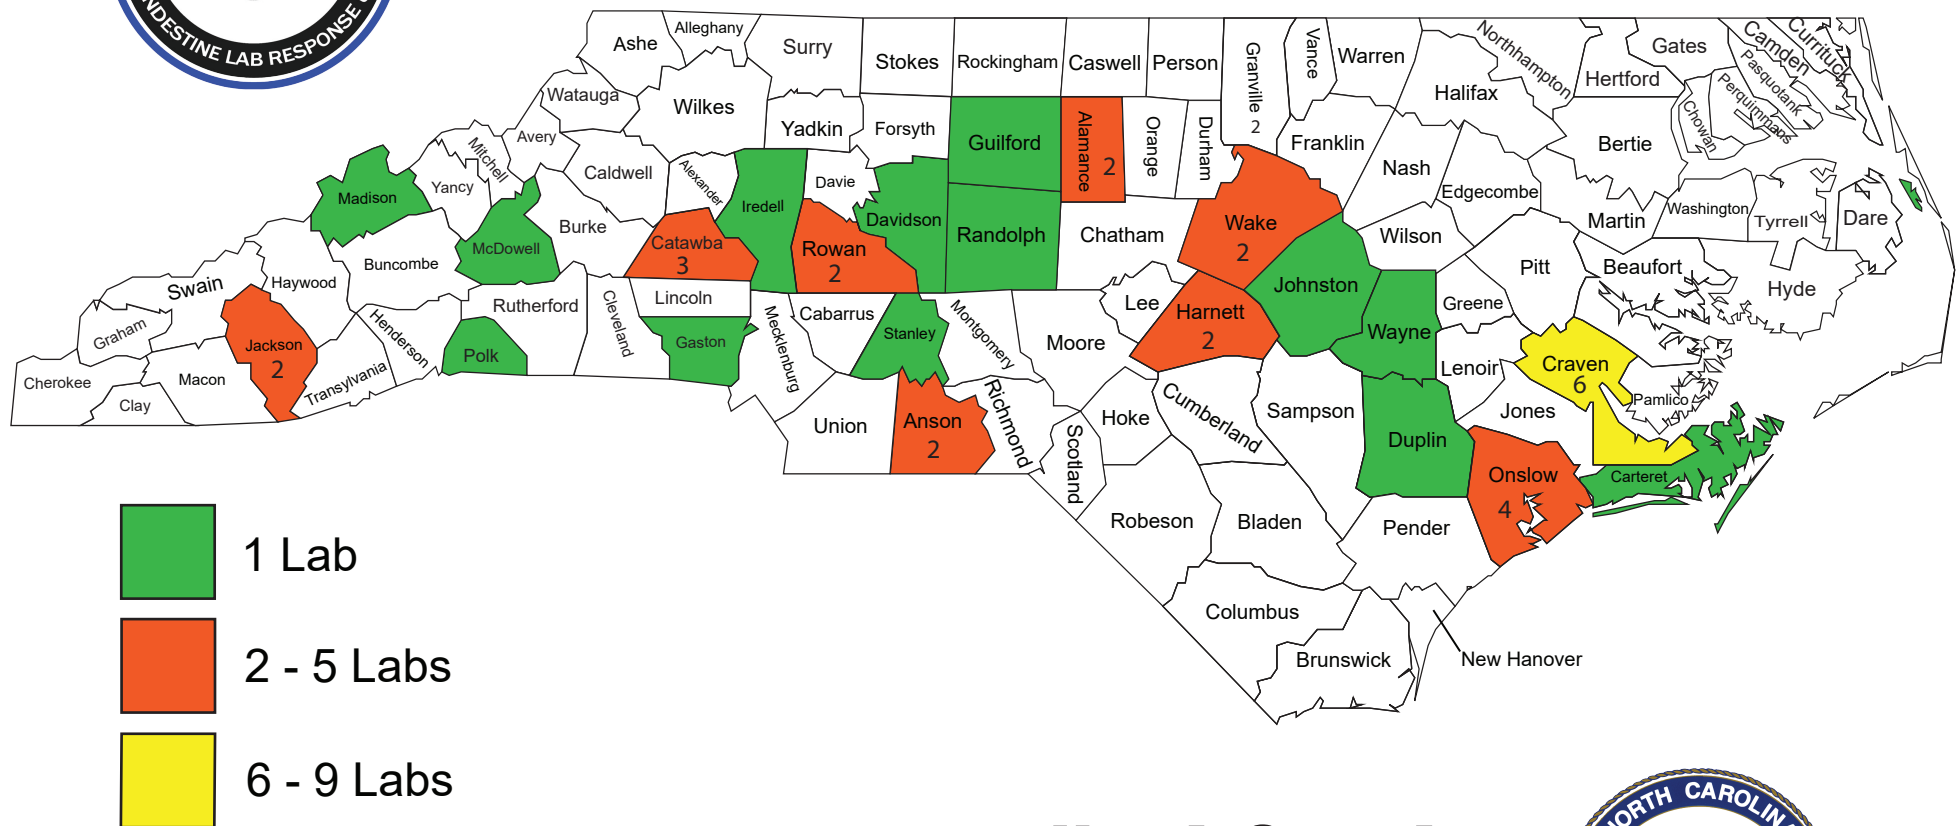 NDESTINE LAB RESPONSE
Ashe
Alleghany
Surry
Stokes
Rockingham
Caswell
Person
Granville
2
Vance
Warren
Northhampton
Gates
Hertford
Camden
Currituck
Pasquotank
Perquimmans
Chowan
Watauga
Wilkes
Yadkin
Forsyth
Guilford
Alamance
2
Orange
Durham
Franklin
Halifax
Nash
Edgecombe
Bertie
Martin
Washington
Tyrrell
Dare
Avery
Mitchell
Yancy
Madison
Caldwell
Alexander
Iredell
Davie
Davidson
Randolph
Chatham
Wake
2
Johnston
Wilson
Pitt
Beaufort
Hyde
McDowell
Burke
Catawba
3
Rowan
2
Buncombe
Haywood
Swain
Graham
Cherokee
Clay
Macon
Jackson
2
Transylvania
Henderson
Polk
Rutherford
Cleveland
Lincoln
Gaston
Mecklenburg
Cabarrus
Stanley
Montgomery
Moore
Lee
Harnett
2
Wayne
Greene
Lenoir
Craven
6
Pamlico
Jones
Carteret
Onslow
4
Duplin
Sampson
Cumberland
Hoke
Scotland
Richmond
Anson
2
Union
Robeson
Bladen
Pender
Columbus
Brunswick
New Hanover
1 Lab
2 - 5 Labs
6 - 9 Labs
NORTH CAROLIN